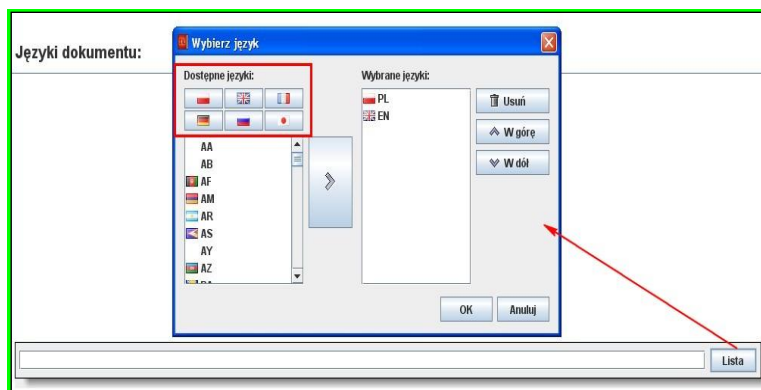 Języki dokumentu:
Wybierz język
Dostępne języki:
Wybrane języki:
AA
AB
AF
AM
AR
AS
AY
AZ
PL
EN
Usuń
W górę
W dół
OK
Anuluj
Lista